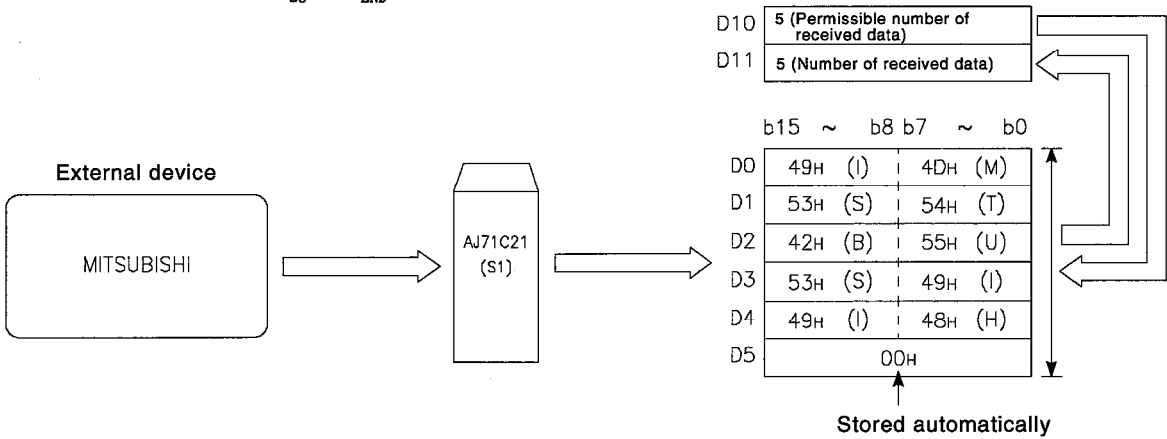 D10 5 (Permissible number of
received data)
D11 5 (Number of received data)
b15 ~ b8 b7 ~ b0
External device
MITSUBISHI
AJ71C21
(S1)
D0 49H (I) 4DH (M)
D1 53H (S) 54H (T)
D2 42H (B) 55H (U)
D3 53H (S) 49H (I)
D4 49H (I) 48H (H)
D5 00H
Stored automatically